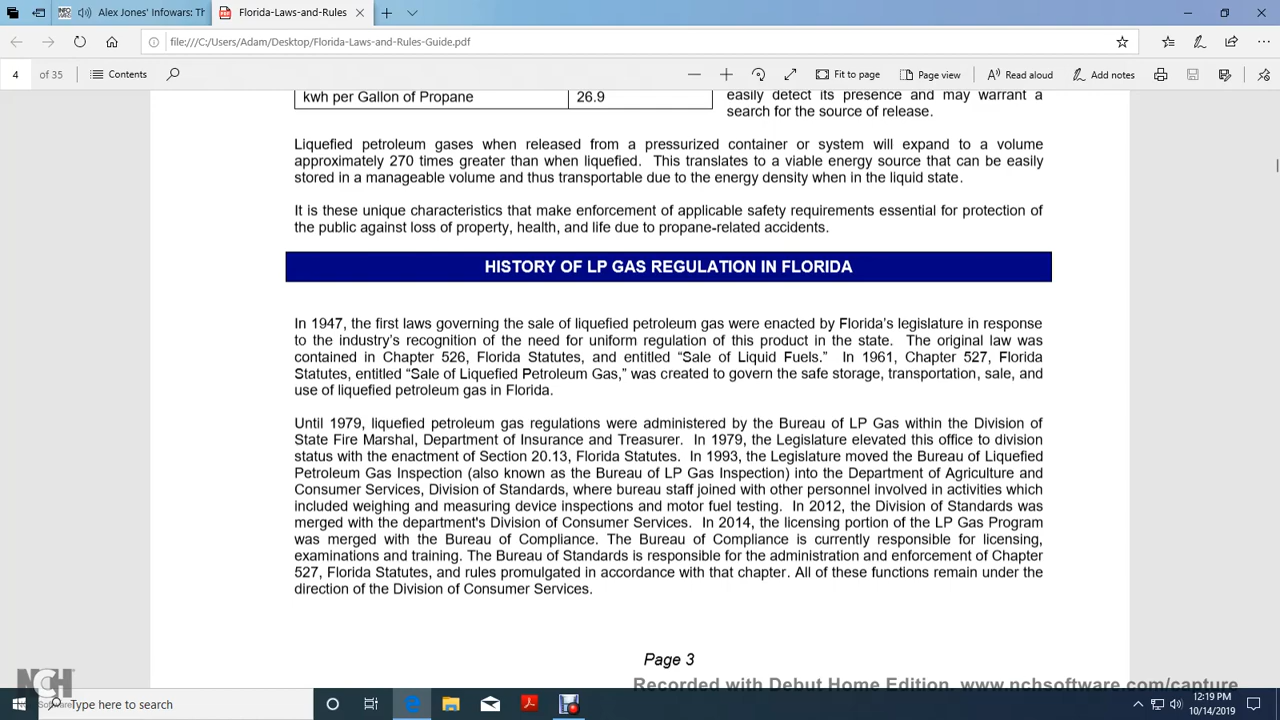 Alex Jones' Infowars: Th
Florida-Laws-and-Rules
file:///C:/Users/Adam/Desktop/Florida-Laws-and-Rules-Guide.pdf
4 of 35 Contents Fit to page Page view Read aloud Add notes
kwh per Gallon of Propane 26.9
easily detect its presence and may warrant a
search for the source of release.
Liquefied petroleum gases when released from a pressurized container or system will expand to a volume
approximately 270 times greater than when liquefied. This translates to a viable energy source that can be easily
stored in a manageable volume and thus transportable due to the energy density when in the liquid state.
It is these unique characteristics that make enforcement of applicable safety requirements essential for protection of
the public against loss of property, health, and life due to propane-related accidents.
HISTORY OF LP GAS REGULATION IN FLORIDA
In 1947, the first laws governing the sale of liquefied petroleum gas were enacted by Florida's legislature in response
to the industry's recognition of the need for uniform regulation of this product in the state. The original law was
contained in Chapter 526, Florida Statutes, and entitled “Sale of Liquid Fuels.” In 1961, Chapter 527, Florida
Statutes, entitled “Sale of Liquefied Petroleum Gas,” was created to govern the safe storage, transportation, sale, and
use of liquefied petroleum gas in Florida.
Until 1979, liquefied petroleum gas regulations were administered by the Bureau of LP Gas within the Division of
State Fire Marshal, Department of Insurance and Treasurer. In 1979, the Legislature elevated this office to division
status with the enactment of Section 20.13, Florida Statutes. In 1993, the Legislature moved the Bureau of Liquefied
Petroleum Gas Inspection (also known as the Bureau of LP Gas Inspection) into the Department of Agriculture and
Consumer Services, Division of Standards, where bureau staff joined with other personnel involved in activities which
included weighing and measuring device inspections and motor fuel testing. In 2012, the Division of Standards was
merged with the department's Division of Consumer Services. In 2014, the licensing portion of the LP Gas Program
was merged with the Bureau of Compliance. The Bureau of Compliance is currently responsible for licensing,
examinations and training. The Bureau of Standards is responsible for the administration and enforcement of Chapter
527, Florida Statutes, and rules promulgated in accordance with that chapter. All of these functions remain under the
direction of the Division of Consumer Services.
Page 3
NCH
Recorded with Debut Home Edition. www.nchsoftware.com/capture
Type here to search
12:19 PM
10/14/2019